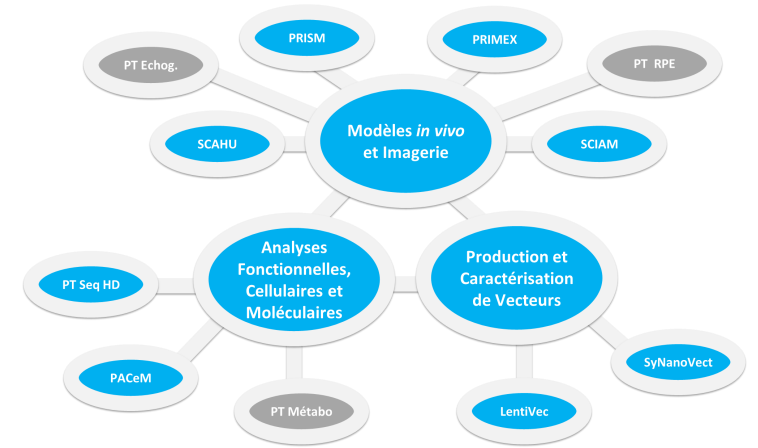 PRISM
PRIMEX
PT Echog.
PT RPE
Modèles in vivo
et Imagerie
SCAHU
SCIAM
Analyses
Fonctionnelles,
Cellulaires et
Moléculaires
Production et
Caractérisation
de Vecteurs
PT Seq HD
PACeM
PT Métabo
LentiVec
SyNanoVect